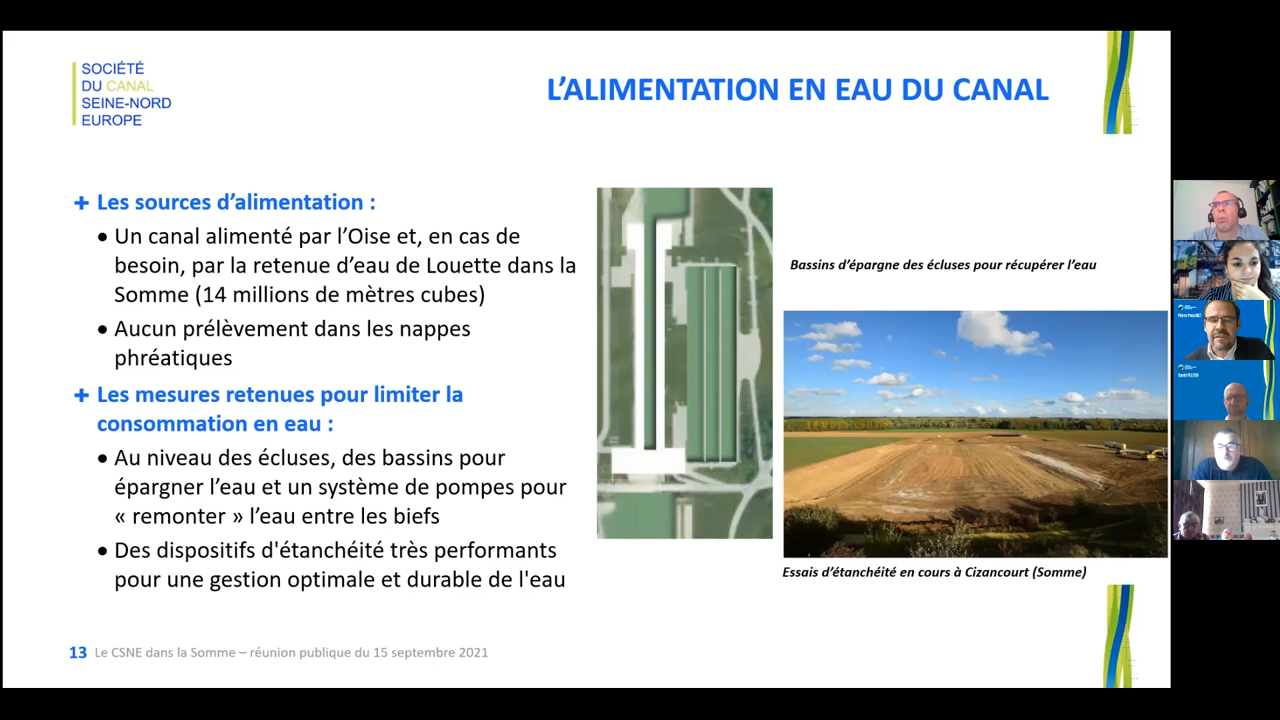 SOCIÉTÉ
DU CANAL
SEINE-NORD
EUROPE
L'ALIMENTATION EN EAU DU CANAL
+ Les sources d'alimentation :
• Un canal alimenté par l'Oise et, en cas de
besoin, par la retenue d'eau de Louette dans la
Somme (14 millions de mètres cubes)
• Aucun prélèvement dans les nappes
phréatiques
+ Les mesures retenues pour limiter la
consommation en eau :
• Au niveau des écluses, des bassins pour
épargner l'eau et un système de pompes pour
« remonter » l'eau entre les biefs
• Des dispositifs d'étanchéité très performants
pour une gestion optimale et durable de l'eau
Bassins d'épargne des écluses pour récupérer l'eau
Essais d'étanchéité en cours à Cizancourt (Somme)
13 Le CSNE dans la Somme – réunion publique du 15 septembre 2021